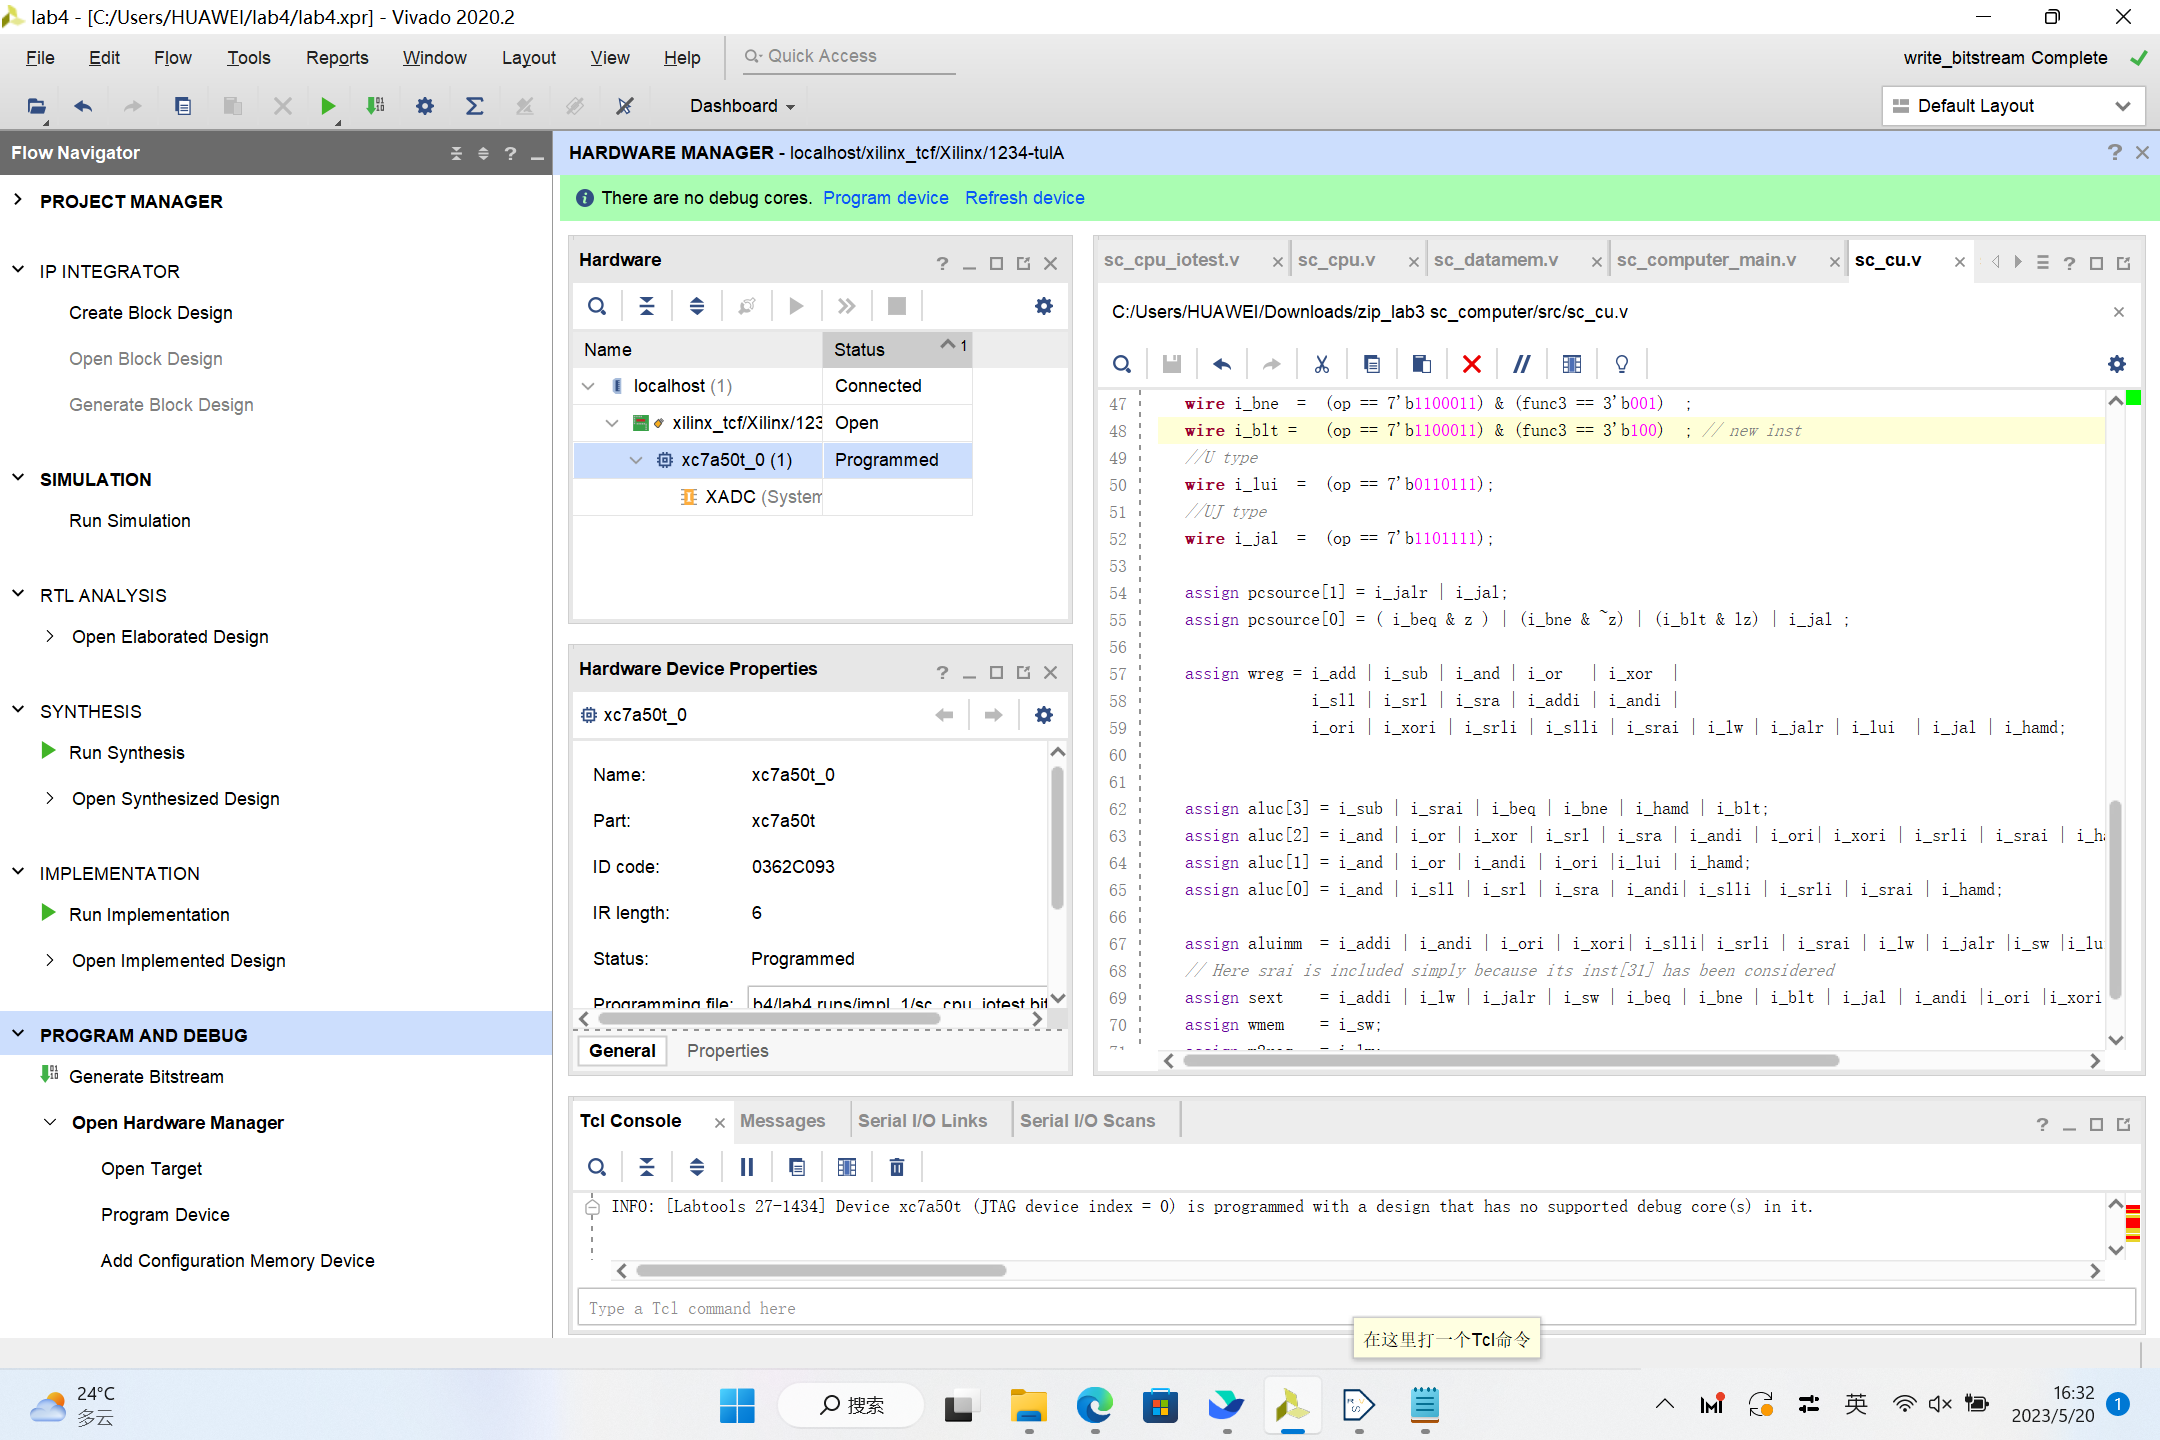 lab4 - [C:/Users/HUAWEI/lab4/lab4.xpr] - Vivado 2020.2
File Edit Flow Tools Reports Window Layout View Help Quick Access
write_bitstream Complete
Dashboard
Default Layout
Flow Navigator
PROJECT MANAGER
IP INTEGRATOR
Create Block Design
Open Block Design
Generate Block Design
SIMULATION
Run Simulation
RTL ANALYSIS
Open Elaborated Design
SYNTHESIS
Run Synthesis
Open Synthesized Design
IMPLEMENTATION
Run Implementation
Open Implemented Design
PROGRAM AND DEBUG
Generate Bitstream
Open Hardware Manager
Open Target
Program Device
Add Configuration Memory Device
HARDWARE MANAGER - localhost/xilinx_tcf/Xilinx/1234-tulA
There are no debug cores. Program device Refresh device
Hardware
Name Status 1
localhost (1) Connected
xilinx_tcf/Xilinx/123 Open
xc7a50t_0 (1) Programmed
XADC (System
Hardware Device Properties
xc7a50t_0
Name: xc7a50t_0
Part: xc7a50t
ID code: 0362C093
IR length: 6
Status: Programmed
Programming file: b4/lab4.runs/impl_1/sc_cpu_iotest.bit
General Properties
sc_cpu_iotest.v sc_cpu.v sc_datamem.v sc_computer_main.v sc_cu.v
C:/Users/HUAWEI/Downloads/zip_lab3 sc_computer/src/sc_cu.v
47 wire i_bne = (op == 7'b1100011) & (func3 == 3'b001) ;
48 wire i_blt = (op == 7'b1100011) & (func3 == 3'b100) ; // new inst
49 //U type
50 wire i_lui = (op == 7'b0110111);
51 //UJ type
52 wire i_jal = (op == 7'b1101111);
53
54 assign pcsource[1] = i_jalr | i_jal;
55 assign pcsource[0] = ( i_beq & z ) | (i_bne & ~z) | (i_blt & lz) | i_jal ;
56
57 assign wreg = i_add | i_sub | i_and | i_or | i_xor |
58 i_sll | i_srl | i_sra | i_addi | i_andi |
59 i_ori | i_xori | i_srli | i_slli | i_srai | i_lw | i_jalr | i_lui | i_jal | i_hamd;
60
61
62 assign aluc[3] = i_sub | i_srai | i_beq | i_bne | i_hamd | i_blt;
63 assign aluc[2] = i_and | i_or | i_xor | i_srl | i_sra | i_andi | i_ori| i_xori | i_srli | i_srai | i_ha
64 assign aluc[1] = i_and | i_or | i_andi | i_ori |i_lui | i_hamd;
65 assign aluc[0] = i_and | i_sll | i_srl | i_sra | i_andi| i_slli | i_srli | i_srai | i_hamd;
66
67 assign aluimm = i_addi | i_andi | i_ori | i_xori| i_slli| i_srli | i_srai | i_lw | i_jalr |i_sw |i_lu
68 // Here srai is included simply because its inst[31] has been considered
69 assign sext = i_addi | i_lw | i_jalr | i_sw | i_beq | i_bne | i_blt | i_jal | i_andi |i_ori |i_xori
70 assign wmem = i_sw;
Tcl Console Messages Serial I/O Links Serial I/O Scans
INFO: [Labtools 27-1434] Device xc7a50t (JTAG device index = 0) is programmed with a design that has no supported debug core(s) in it.
Type a Tcl command here
在这里打一个Tcl命令
24°C
多云
搜索
英
16:32
2023/5/20
1